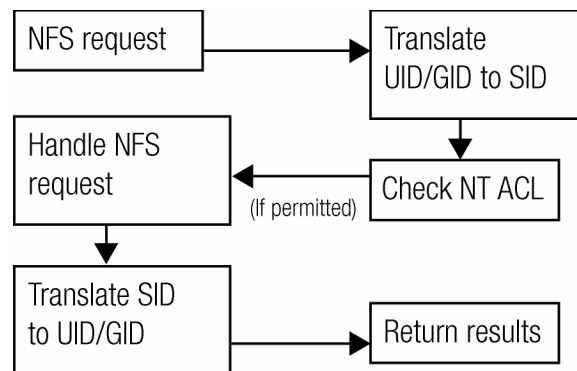 NFS request
Translate
UID/GID to SID
Handle NFS
request
Check NT ACL
(If permitted)
Translate SID
to UID/GID
Return results